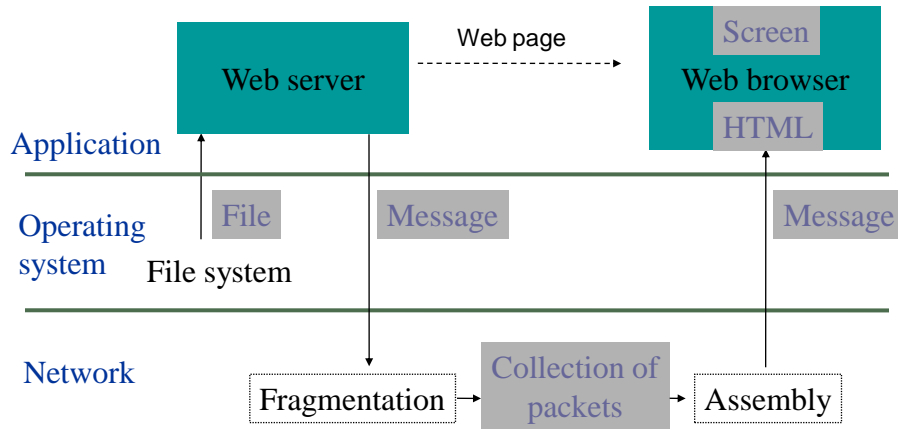 Web page
Screen
Web server
Web browser
HTML
Application
File
Message
Message
Operating
system
File system
Network
Collection of
packets
Fragmentation
Assembly